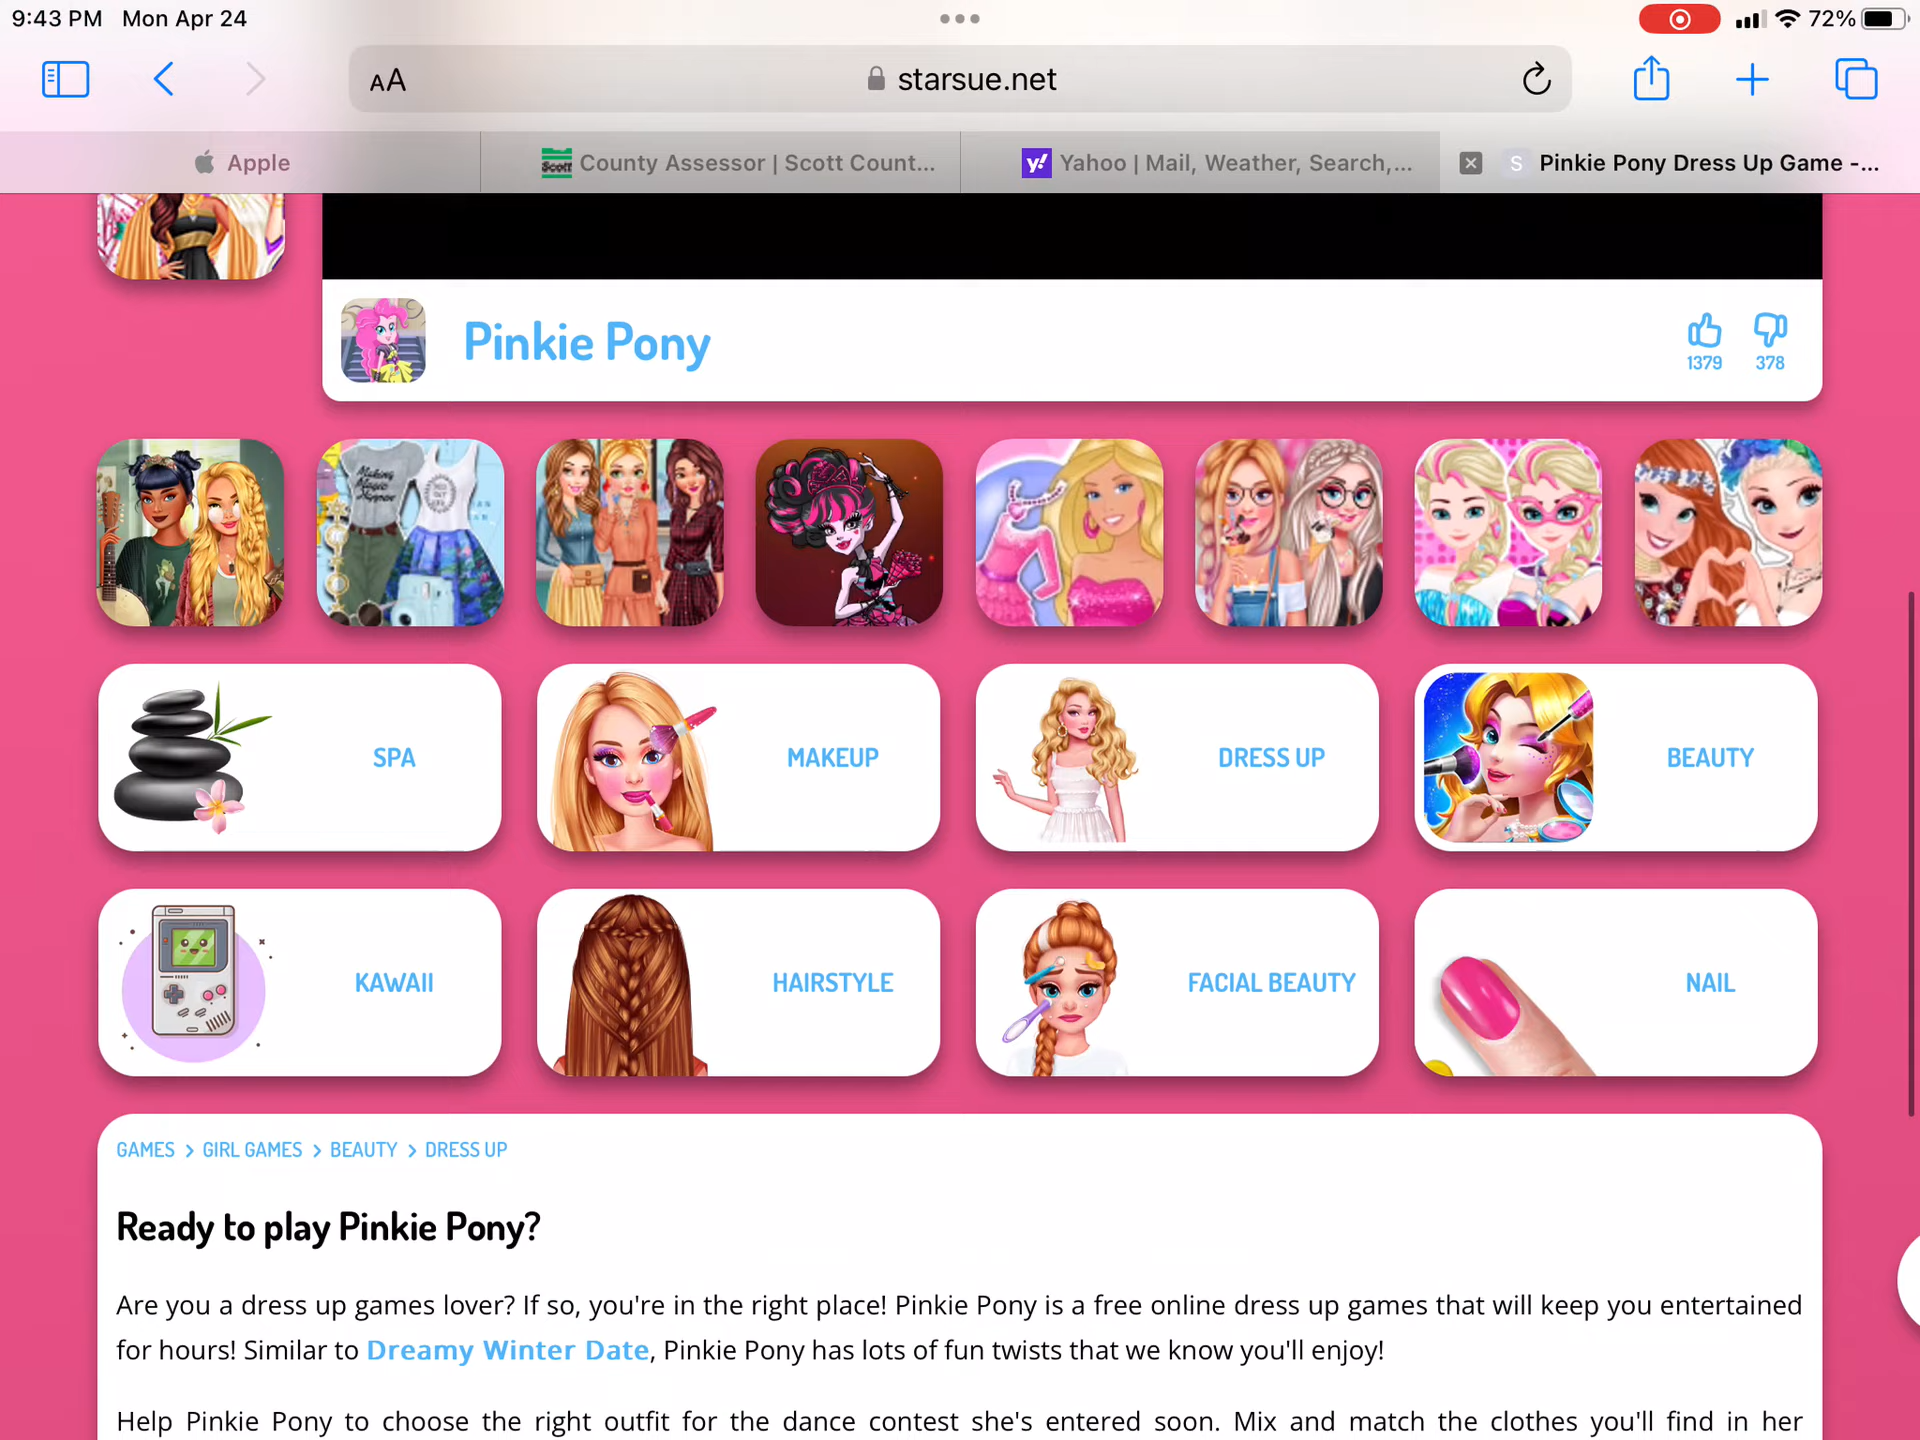 9:43 PM Mon Apr 24
72%
AA
starsue.net
Apple
Scott County Assessor | Scott Count...
y! Yahoo | Mail, Weather, Search,...
S Pinkie Pony Dress Up Game -...
Pinkie Pony
1379
378
SPA
MAKEUP
DRESS UP
BEAUTY
KAWAII
HAIRSTYLE
FACIAL BEAUTY
NAIL
GAMES > GIRL GAMES > BEAUTY > DRESS UP
Ready to play Pinkie Pony?
Are you a dress up games lover? If so, you're in the right place! Pinkie Pony is a free online dress up games that will keep you entertained
for hours! Similar to Dreamy Winter Date, Pinkie Pony has lots of fun twists that we know you'll enjoy!
Help Pinkie Pony to choose the right outfit for the dance contest she's entered soon. Mix and match the clothes you'll find in her